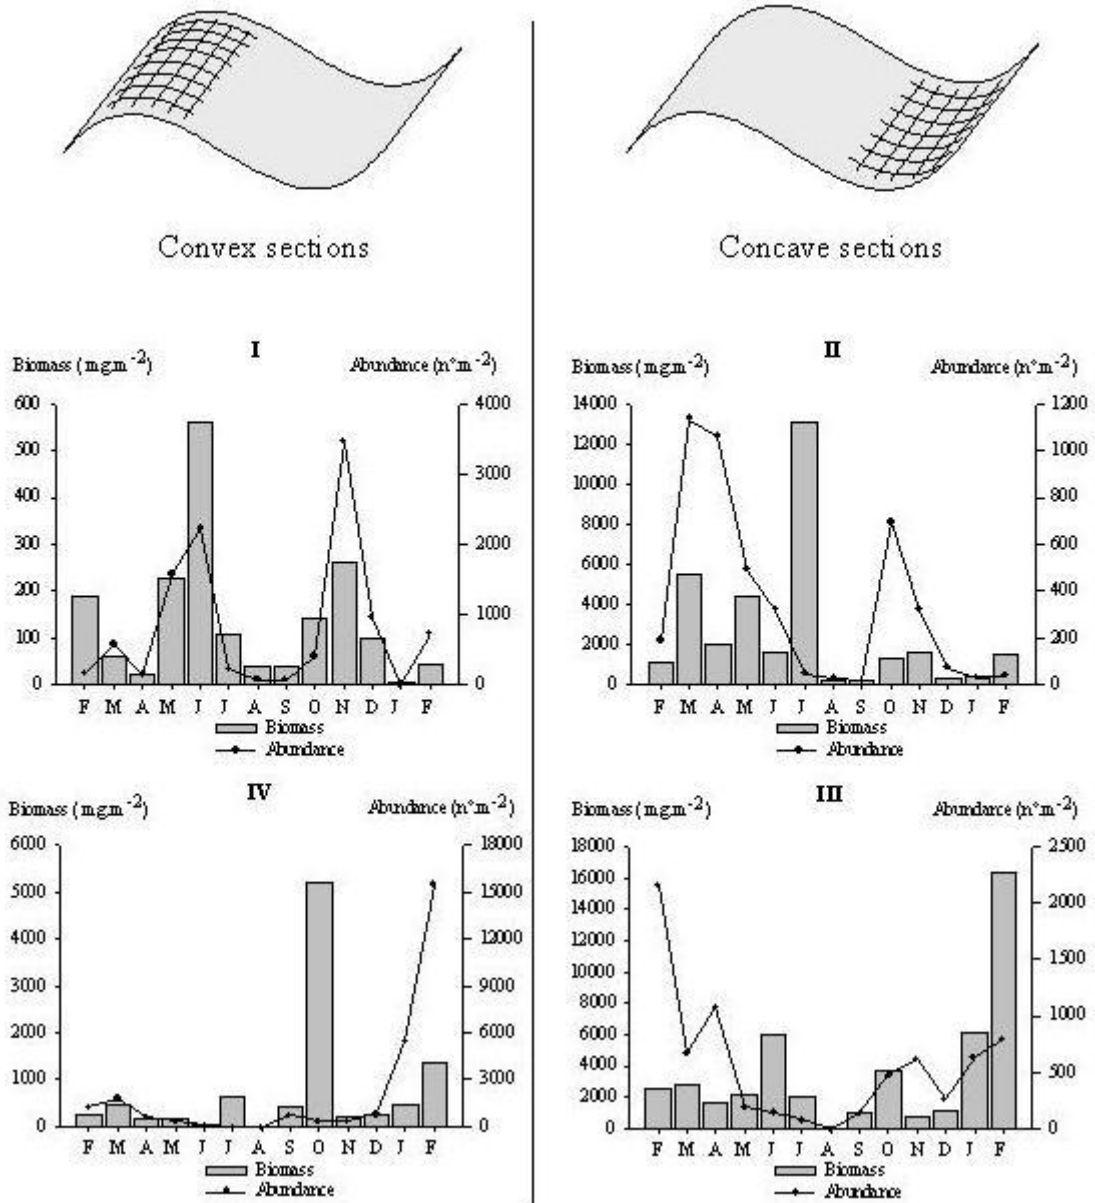 Convex sections
Concave sections
I
Biomass (mg.m-2)
Abundance (n°m-2)
600
500
400
300
200
100
0
4000
3000
2000
1000
0
F M A M J J A S O N D J F
Biomass
Abundance
II
Biomass (mg.m-2)
Abundance (n°m-2)
14000
12000
10000
8000
6000
4000
2000
0
1200
1000
800
600
400
200
0
F M A M J J A S O N D J F
Biomass
Abundance
IV
Biomass (mg.m-2)
Abundance (n°m-2)
6000
5000
4000
3000
2000
1000
0
18000
15000
12000
9000
6000
3000
0
F M A M J J A S O N D J F
Biomass
Abundance
III
Biomass (mg.m-2)
Abundance (n°m-2)
18000
16000
14000
12000
10000
8000
6000
4000
2000
0
2500
2000
1500
1000
500
0
F M A M J J A S O N D J F
Biomass
Abundance